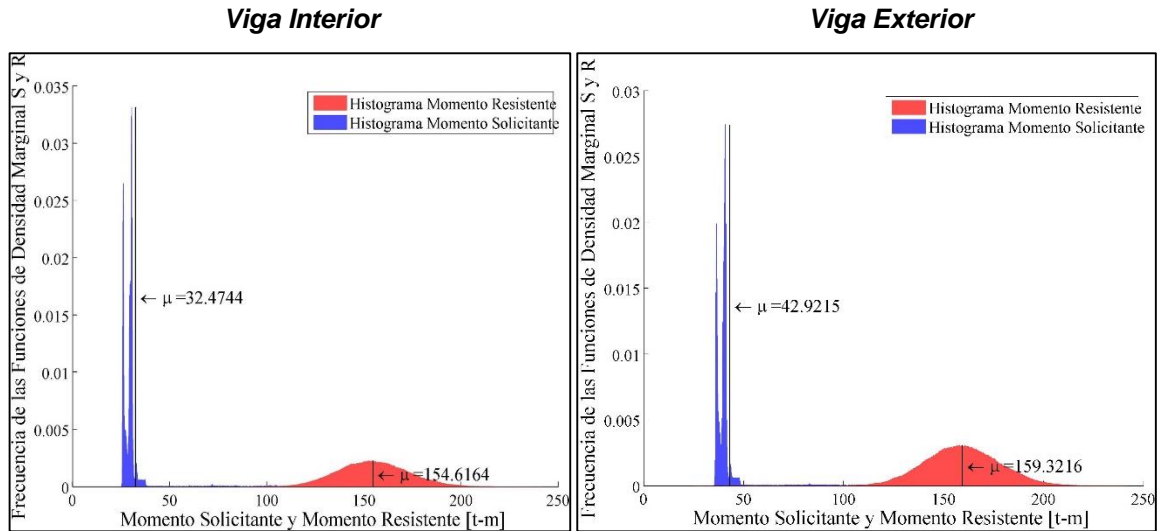 Viga Interior
Frecuencia de las Funciones de Densidad Marginal S y R
0.035
0.03
0.025
0.02
0.015
0.01
0.005
0
Histograma Momento Resistente
Histograma Momento Solicitante
← μ =32.4744
← μ =154.6164
0 50 100 150 200 250
Momento Solicitante y Momento Resistente [t-m]
Viga Exterior
Frecuencia de las Funciones de Densidad Marginal S y R
0.03
0.025
0.02
0.015
0.01
0.005
0
Histograma Momento Resistente
Histograma Momento Solicitante
← μ =42.9215
← μ =159.3216
0 50 100 150 200 250
Momento Solicitante y Momento Resistente [t-m]